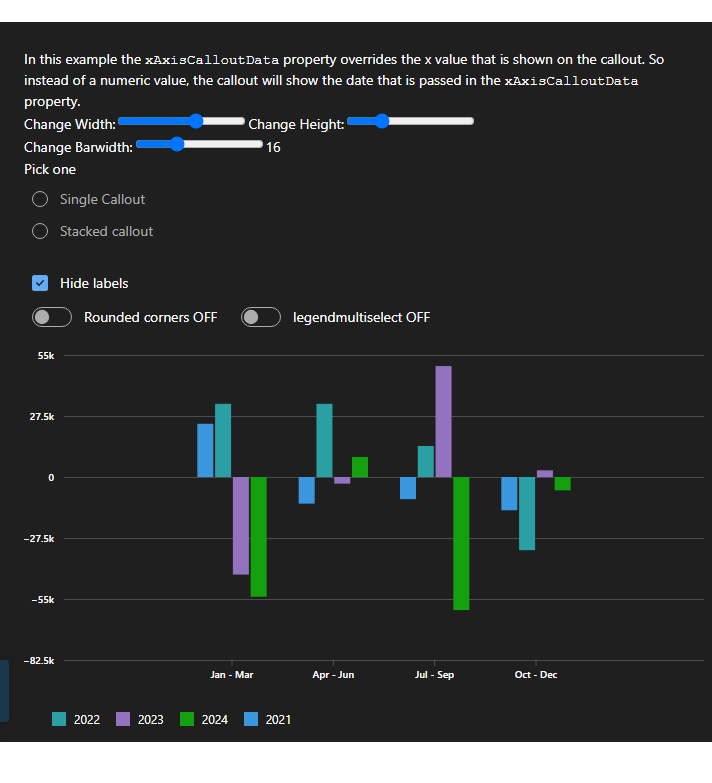 In this example the xAxisCalloutData property overrides the x value that is shown on the callout. So
instead of a numeric value, the callout will show the date that is passed in the xAxisCalloutData
property.
Change Width: Change Height:
Change Barwidth: 16
Pick one
Single Callout
Stacked callout
Hide labels
Rounded corners OFF legendmultiselect OFF
55k
27.5k
0
−27.5k
−55k
−82.5k
Jan - Mar Apr - Jun Jul - Sep Oct - Dec
2022 2023 2024 2021